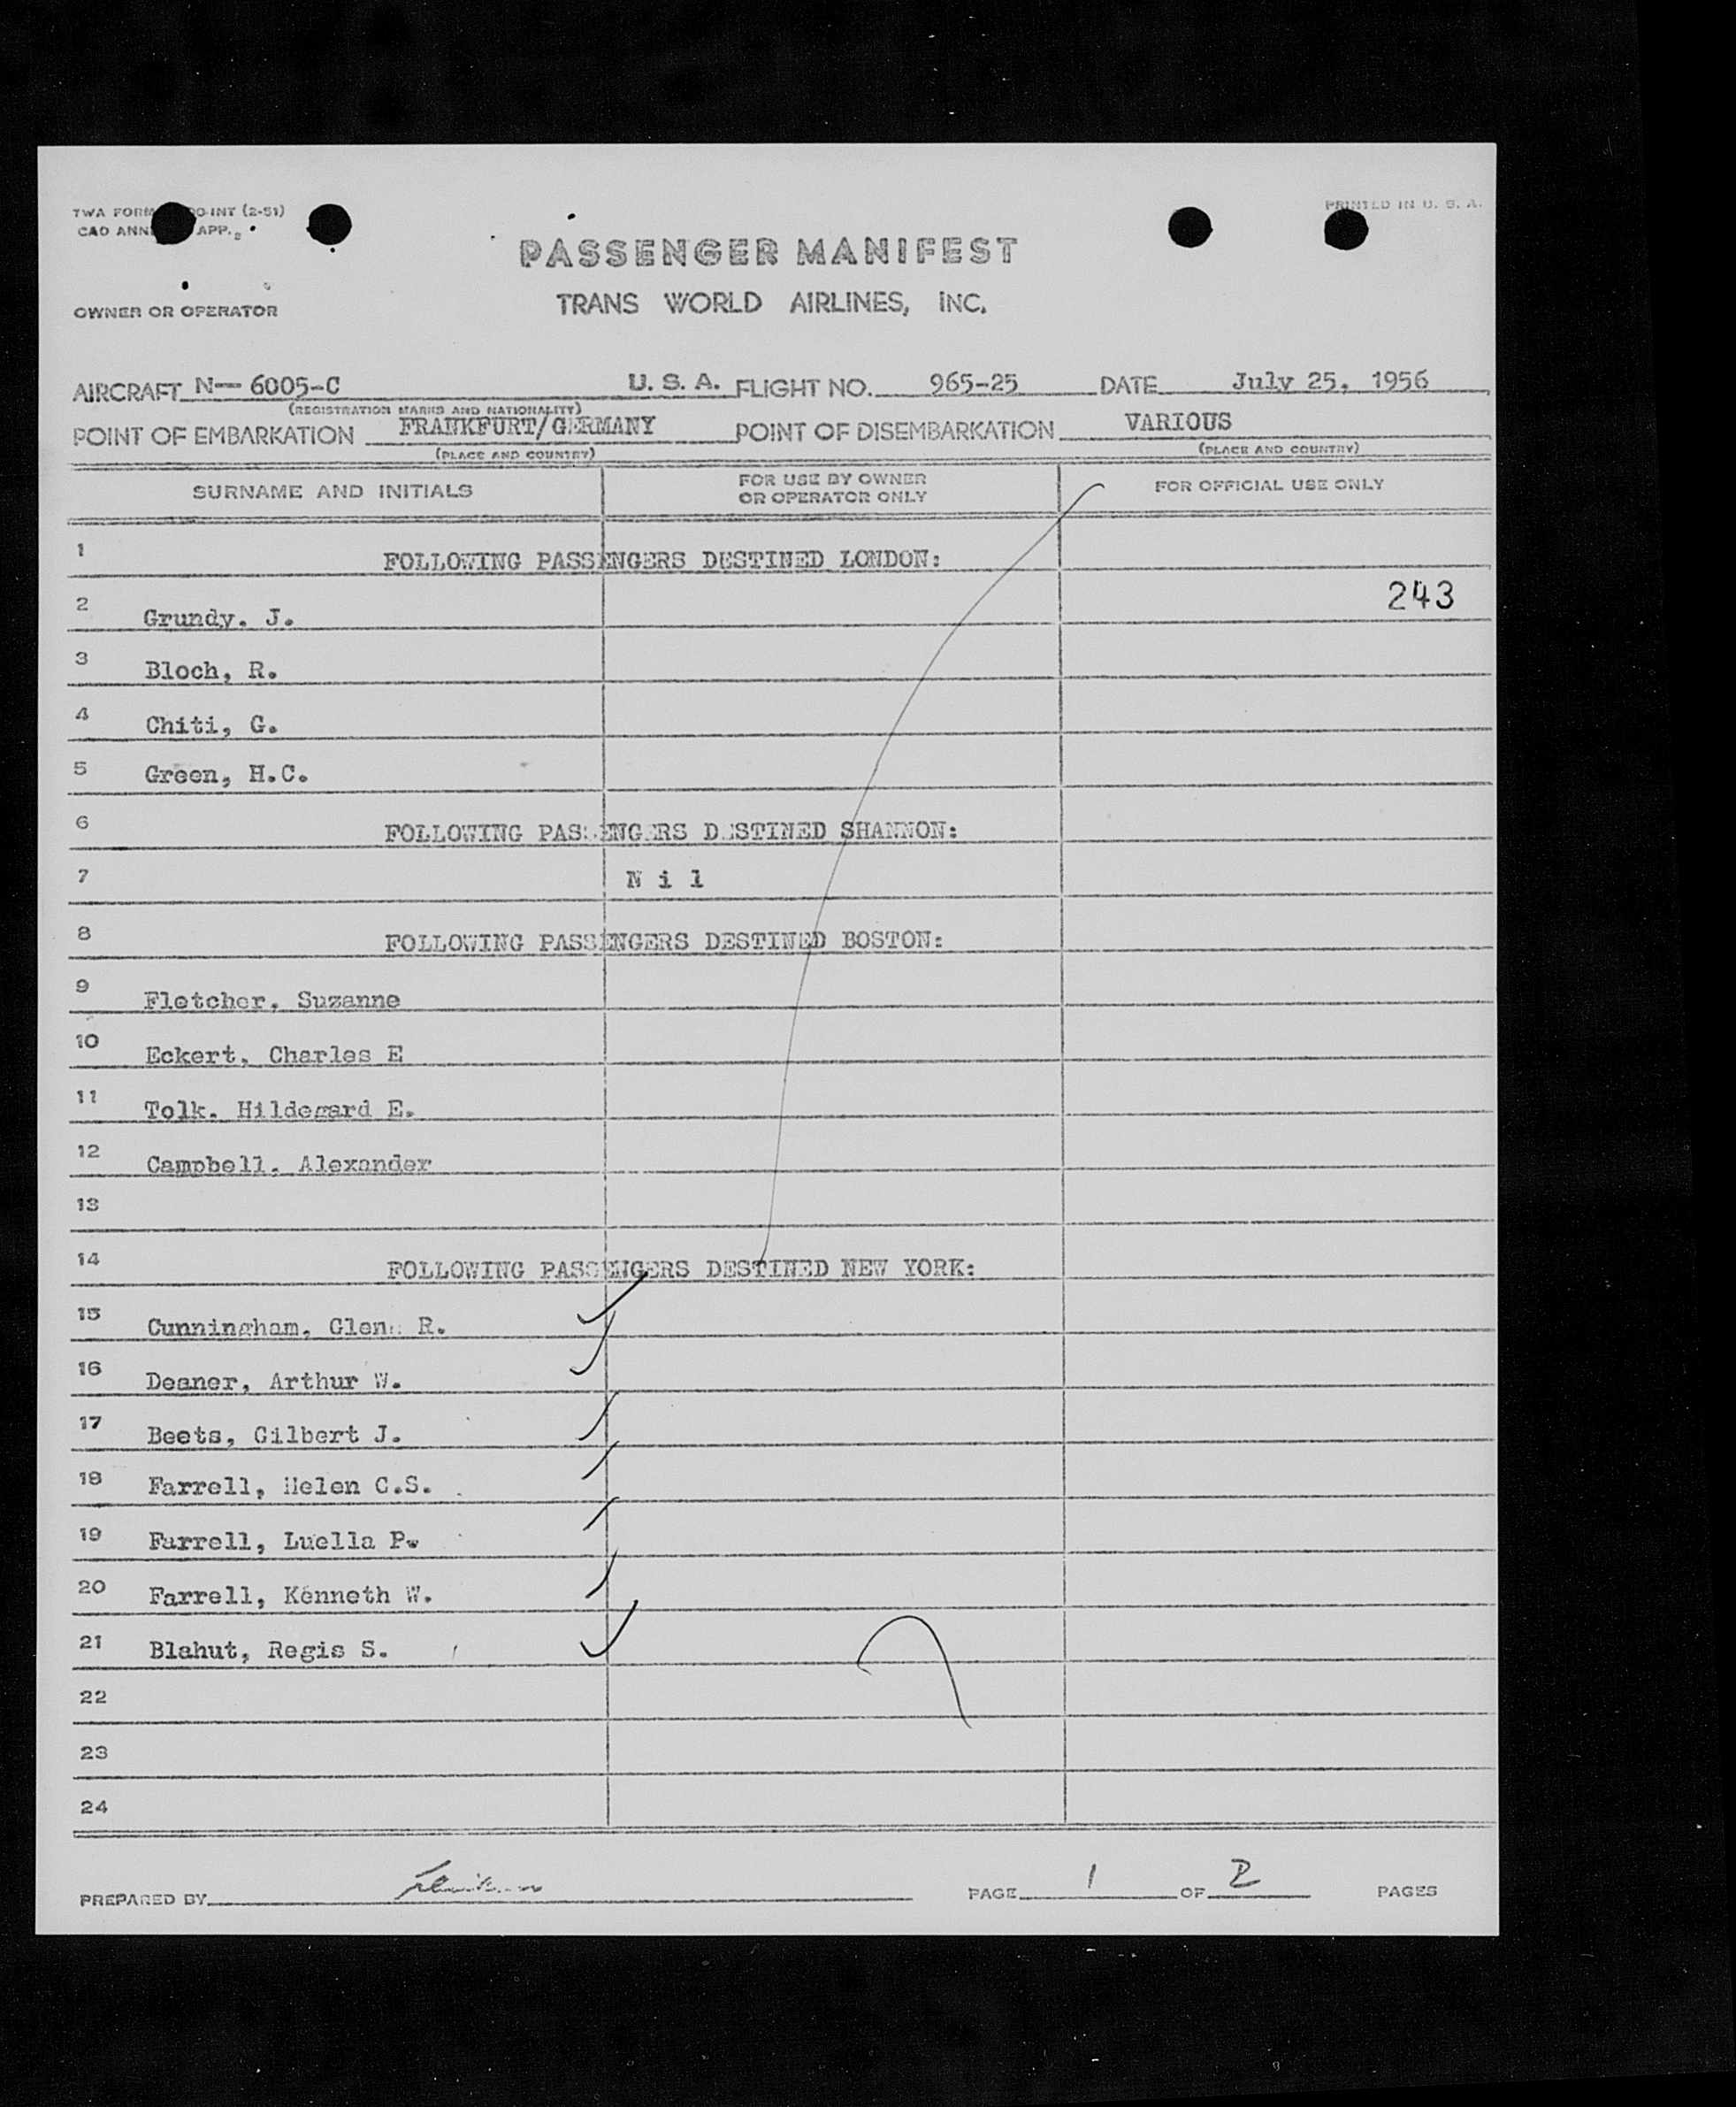 TWA FORM OO-INT (2-51)
PRINTED IN U. S. A.
CAO ANN APP. 2
PASSENGER MANIFEST
OWNER OR OPERATOR
TRANS WORLD AIRLINES, INC.
AIRCRAFT N-- 6005-C U. S. A. FLIGHT NO. 965-25 DATE July 25, 1956
(REGISTRATION MARKS AND NATIONALITY)
POINT OF EMBARKATION FRANKFURT/GERMANY POINT OF DISEMBARKATION VARIOUS
(PLACE AND COUNTRY) (PLACE AND COUNTRY)
SURNAME AND INITIALS FOR USE BY OWNER OR OPERATOR ONLY FOR OFFICIAL USE ONLY
1 FOLLOWING PASSENGERS DESTINED LONDON:
2 Grundy. J. 243
3 Bloch, R.
4 Chiti, G.
5 Green, H.C.
6 FOLLOWING PASSENGERS DESTINED SHANNON:
7 N i l
8 FOLLOWING PASSENGERS DESTINED BOSTON:
9 Fletcher, Suzanne
10 Eckert, Charles E
11 Tolk. Hildegard E.
12 Campbell, Alexander
13
14 FOLLOWING PASSENGERS DESTINED NEW YORK:
15 Cunningham, Glenn R.
16 Deaner, Arthur W.
17 Beets, Gilbert J.
18 Farrell, Helen C.S.
19 Farrell, Luella P.
20 Farrell, Kenneth W.
21 Blahut, Regis S.
22
23
24
PREPARED BY PAGE 1 OF 2 PAGES